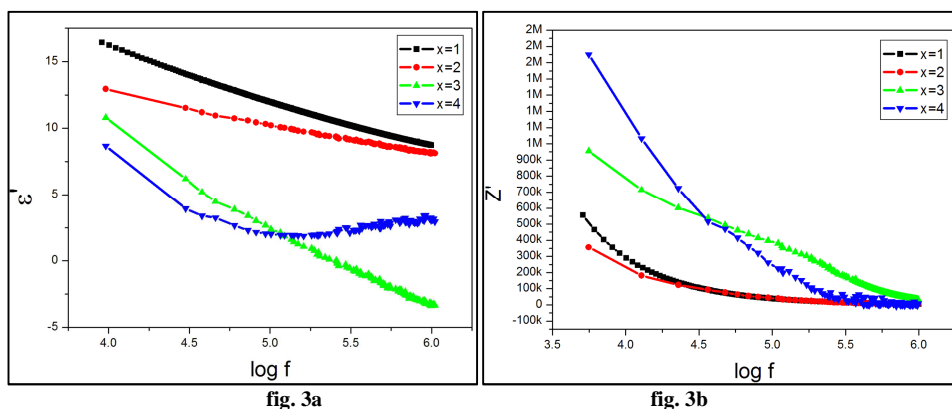 15
10
5
0
-5
4.0 4.5 5.0 5.5 6.0
ε'
log f
x=1
x=2
x=3
x=4
fig. 3a
2M
2M
2M
2M
1M
1M
1M
1M
1M
900k
800k
700k
600k
500k
400k
300k
200k
100k
0
-100k
3.5 4.0 4.5 5.0 5.5 6.0
Z'
log f
x=1
x=2
x=3
x=4
fig. 3b